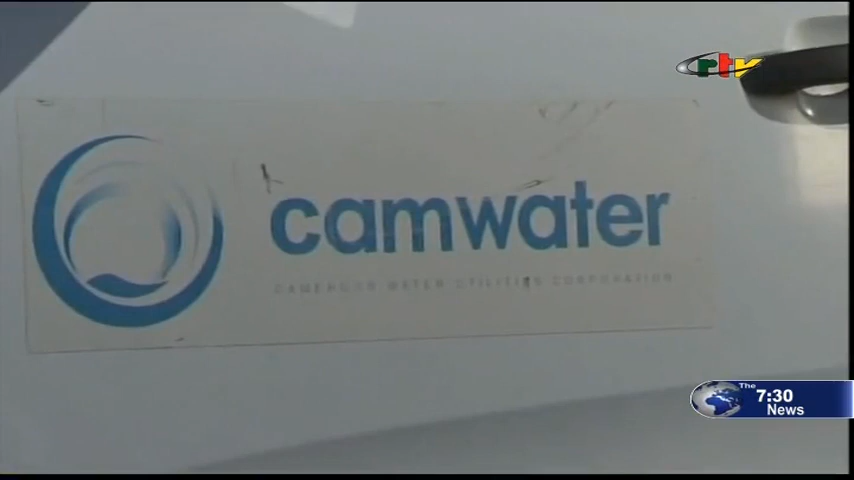 crtv
camwater
CAMEROON WATER UTILITIES CORPORATION
The
7:30
News